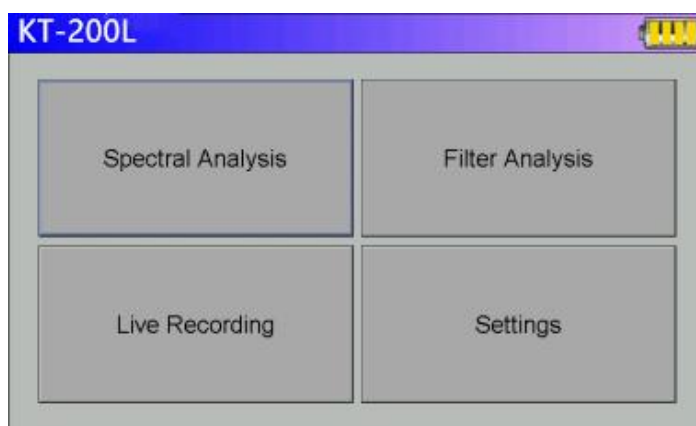 KT-200L
Spectral Analysis
Filter Analysis
Live Recording
Settings